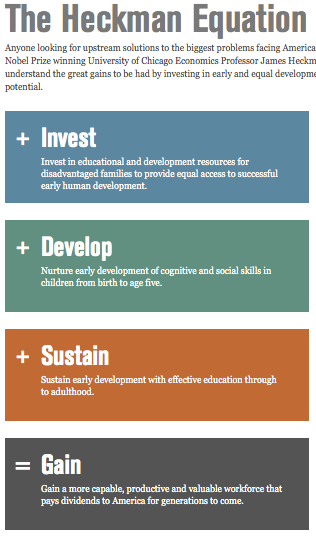 The Heckman Equation
Anyone looking for upstream solutions to the biggest problems facing America
Nobel Prize winning University of Chicago Economics Professor James Heckm
understand the great gains to be had by investing in early and equal developme
potential.
+ Invest
Invest in educational and development resources for
disadvantaged families to provide equal access to successful
early human development.
+ Develop
Nurture early development of cognitive and social skills in
children from birth to age five.
+ Sustain
Sustain early development with effective education through
to adulthood.
= Gain
Gain a more capable, productive and valuable workforce that
pays dividends to America for generations to come.